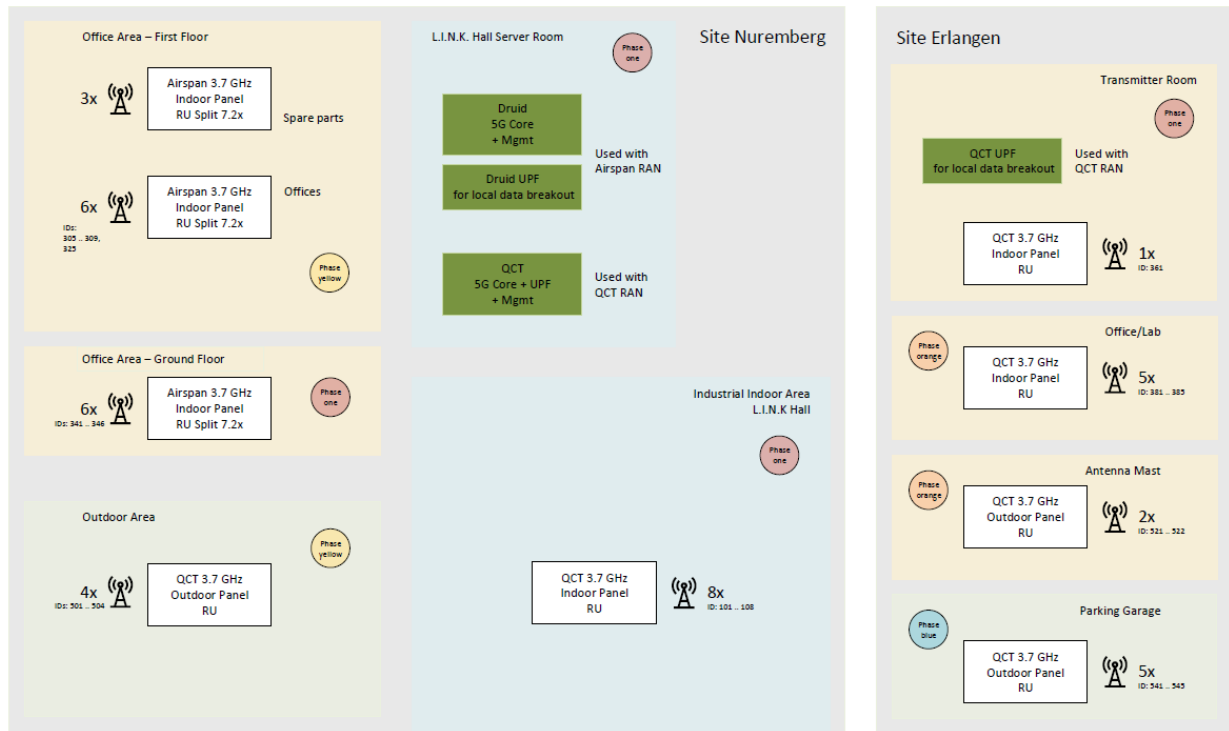 Site Nuremberg
Office Area – First Floor
3x
Airspan 3.7 GHz
Indoor Panel
RU Split 7.2x
Spare parts
6x
IDs:
305 .. 309,
325
Airspan 3.7 GHz
Indoor Panel
RU Split 7.2x
Offices
Phase
yellow
Office Area – Ground Floor
6x
IDs: 341 .. 346
Airspan 3.7 GHz
Indoor Panel
RU Split 7.2x
Phase
one
Outdoor Area
Phase
yellow
4x
IDs: 501 .. 504
QCT 3.7 GHz
Outdoor Panel
RU
L.I.N.K. Hall Server Room
Phase
one
Druid
5G Core
+ Mgmt
Druid UPF
for local data breakout
Used with
Airspan RAN
QCT
5G Core + UPF
+ Mgmt
Used with
QCT RAN
Industrial Indoor Area
L.I.N.K Hall
Phase
one
QCT 3.7 GHz
Indoor Panel
RU
8x
ID: 101 .. 108
Site Erlangen
Transmitter Room
Phase
one
QCT UPF
for local data breakout
Used with
QCT RAN
QCT 3.7 GHz
Indoor Panel
RU
1x
ID: 361
Office/Lab
Phase
orange
QCT 3.7 GHz
Indoor Panel
RU
5x
ID: 381 .. 385
Antenna Mast
Phase
orange
QCT 3.7 GHz
Outdoor Panel
RU
2x
ID: 521 .. 522
Parking Garage
Phase
blue
QCT 3.7 GHz
Outdoor Panel
RU
5x
ID: 541 .. 545